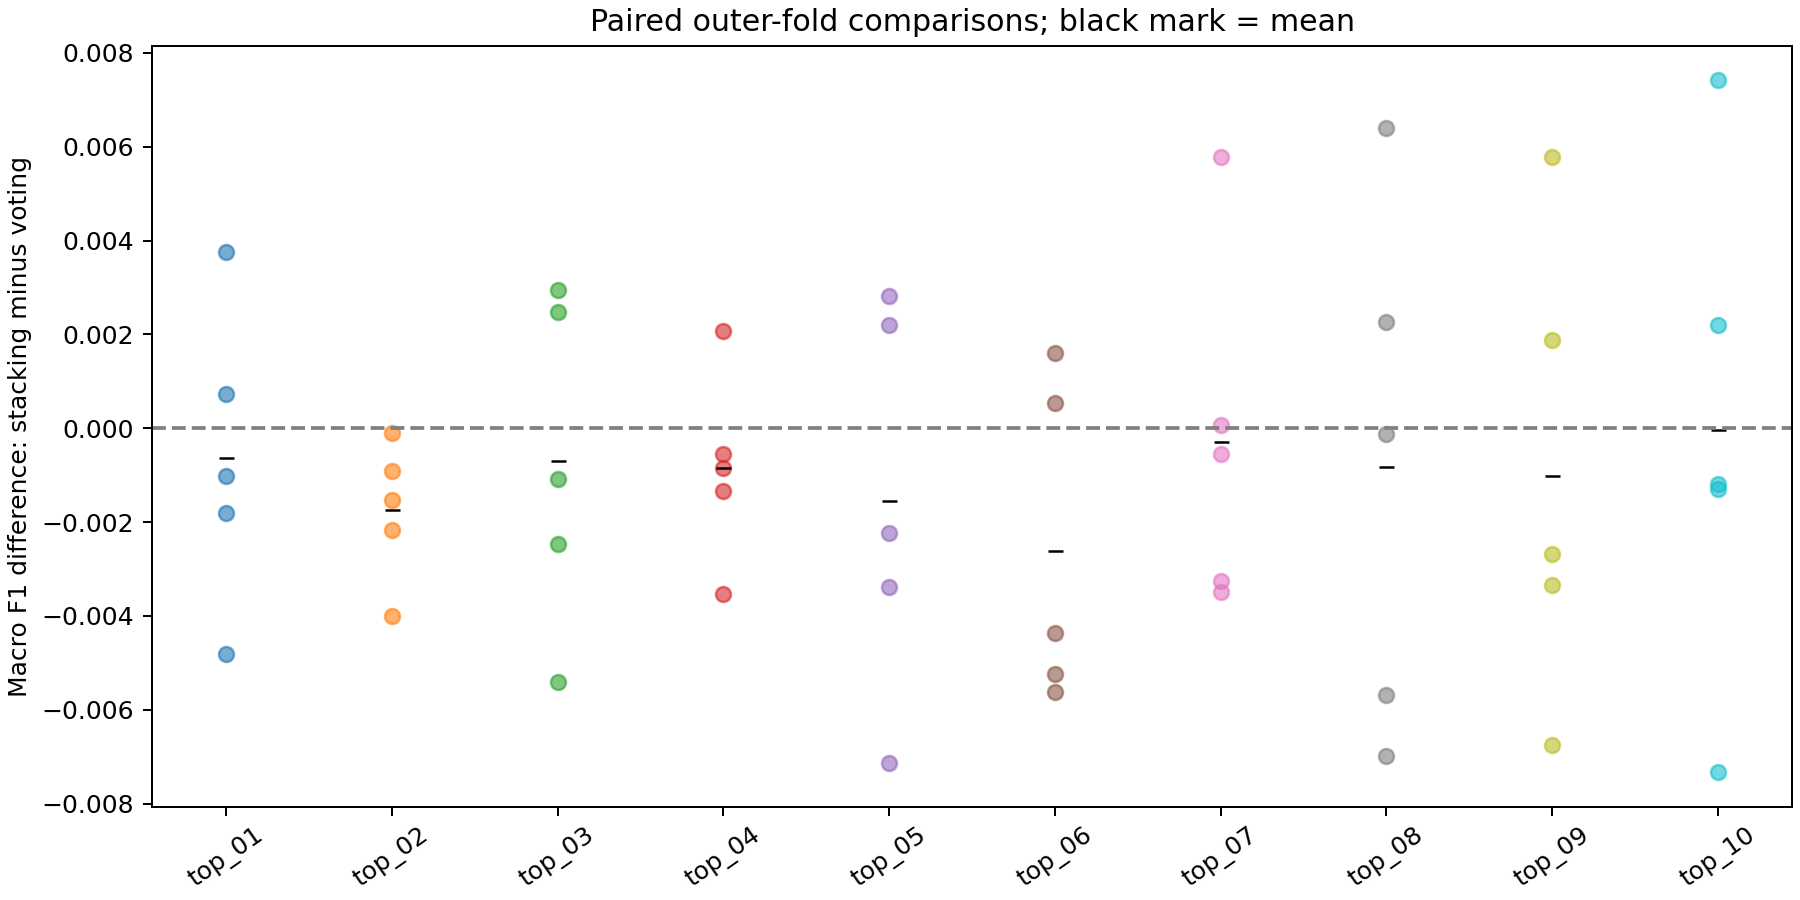 Paired outer-fold comparisons; black mark = mean
Macro F1 difference: stacking minus voting
0.008
0.006
0.004
0.002
0.000
−0.002
−0.004
−0.006
−0.008
top_01
top_02
top_03
top_04
top_05
top_06
top_07
top_08
top_09
top_10